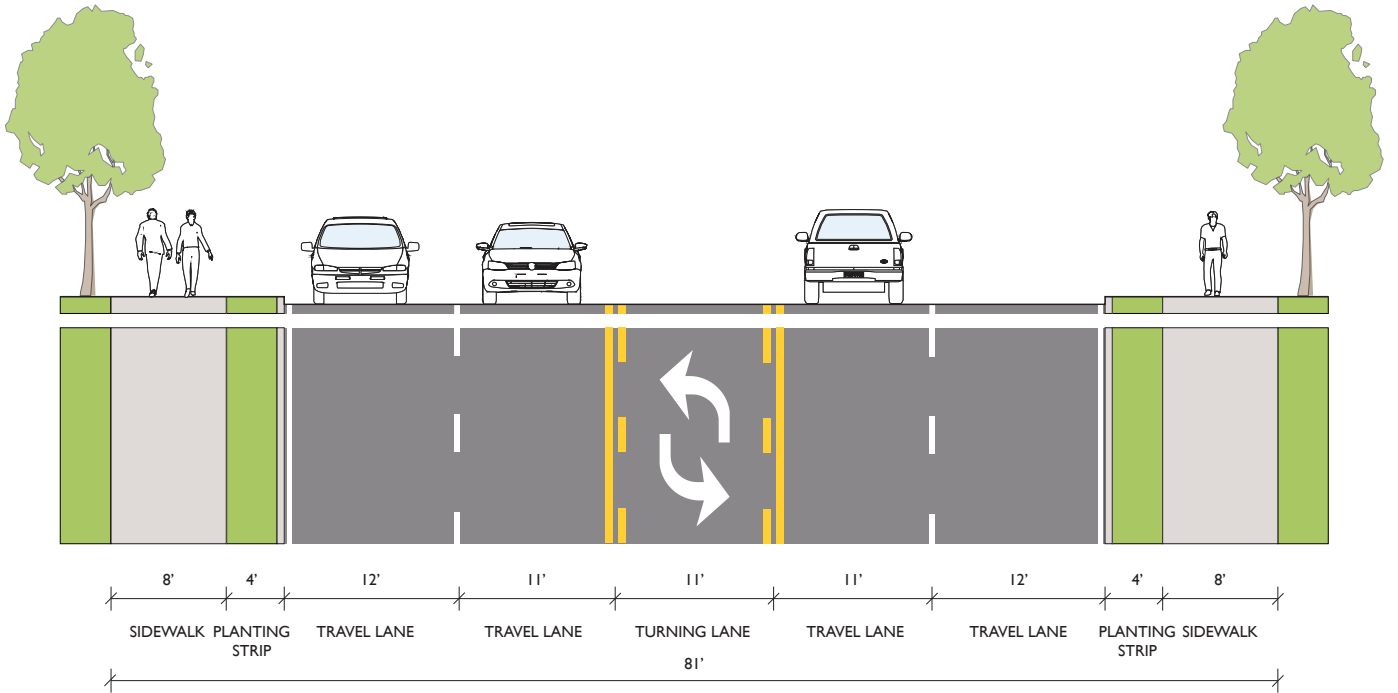 8’ 4’ 12’ 11’ 11’ 11’ 12’ 4’ 8’
SIDEWALK PLANTING STRIP TRAVEL LANE TRAVEL LANE TURNING LANE TRAVEL LANE TRAVEL LANE PLANTING STRIP SIDEWALK
81’